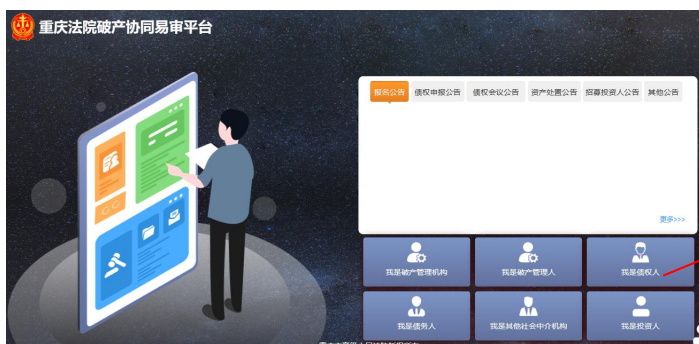 重庆法院破产协同易审平台
报名公告 债权申报公告 债权会议公告 资产处置公告 招募投资人公告 其他公告
更多>>>
我是破产管理机构 我是破产管理人 我是债权人
我是债务人 我是其他社会中介机构 我是投资人